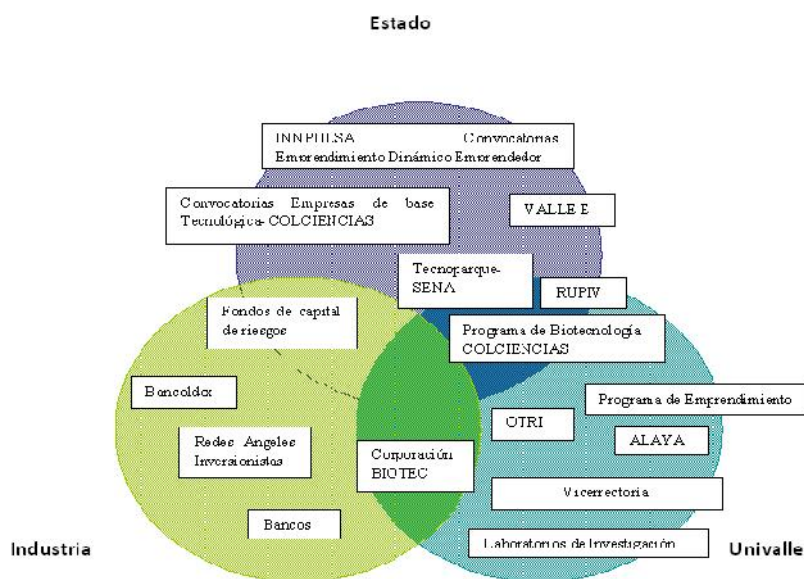 Estado
INNPULSA Convocatorias
Emprendimiento Dinámico Emprendedor
Convocatorias Empresas de base
Tecnológica- COLCIENCIAS
VALLE E
Tecnoparque-
SENA
RUPIV
Fondos de capital
de riesgos
Programa de Biotecnología
COLCIENCIAS
Bancoldex
Programa de Emprendimiento
OTRI
ALAYA
Redes Angeles
Inversionistas
Corporación
BIOTEC
Vicerrectoria
Bancos
Laboratorios de Investigación
Industria
Univalle